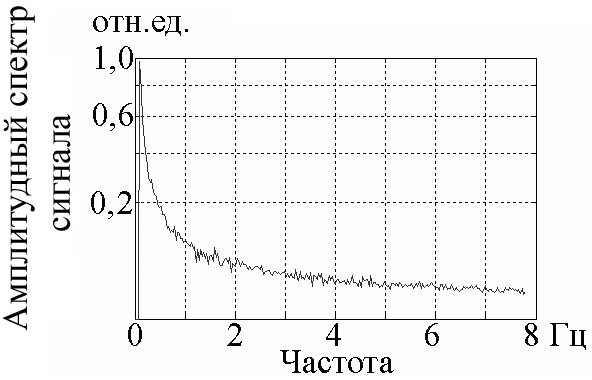 отн.ед.
Амплитудный спектр
сигнала
1,0
0,6
0,2
0 2 4 6 8 Гц
Частота